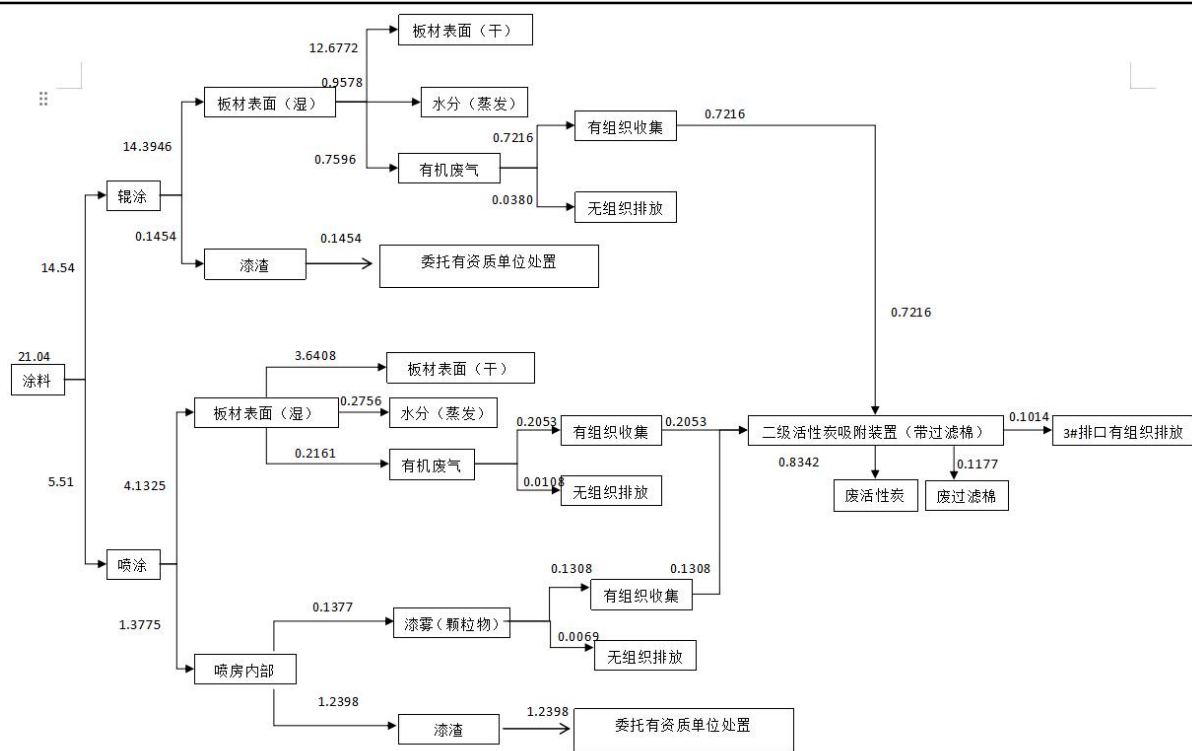 板材表面（干）
12.6772
0.9578
板材表面（湿）
水分（蒸发）
0.7216
有组织收集
0.7216
14.3946
0.7596
有机废气
辊涂
0.0380
无组织排放
0.1454
漆渣
0.1454
委托有资质单位处置
14.54
0.7216
21.04
涂料
3.6408
板材表面（干）
板材表面（湿）
0.2756
水分（蒸发）
0.2053
有组织收集
0.2053
二级活性炭吸附装置（带过滤棉）
0.1014
3#排口有组织排放
0.2161
有机废气
0.8342
0.1177
5.51
4.1325
0.0108
无组织排放
废活性炭
废过滤棉
喷涂
0.1308
0.1308
有组织收集
0.1377
漆雾（颗粒物）
1.3775
0.0069
无组织排放
喷房内部
1.2398
漆渣
1.2398
委托有资质单位处置